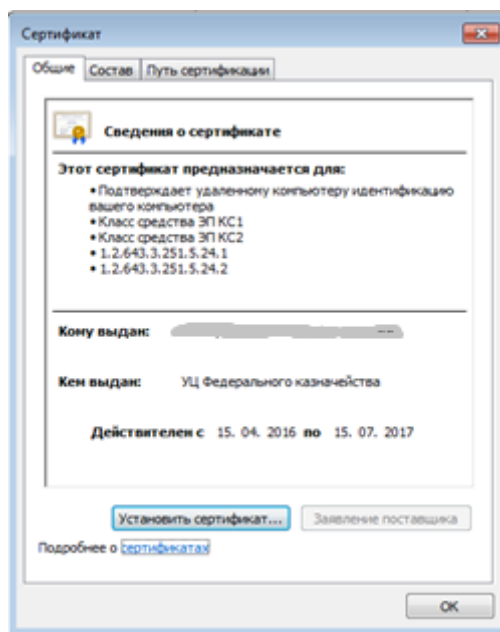 Сертификат
Общие Состав Путь сертификации
Сведения о сертификате
Этот сертификат предназначается для:
•Подтверждает удаленному компьютеру идентификацию
вашего компьютера
•Класс средства ЭП КС1
•Класс средства ЭП КС2
•1.2.643.3.251.5.24.1
•1.2.643.3.251.5.24.2
Кому выдан:
Кем выдан: УЦ Федерального казначейства
Действителен с 15. 04. 2016 по 15. 07. 2017
Установить сертификат... Заявление поставщика
Подробнее о сертификатах
ОК